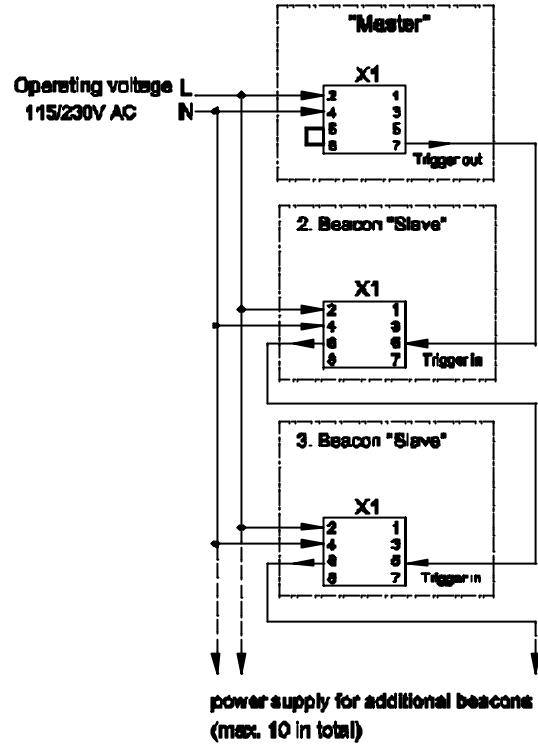 "Master"
X1
Operating voltage L
115/230V AC N
2 1
4 3
5
7
Trigger out
2. Beacon "Slave"
X1
2 1
4 3
6 5
8 7
Trigger in
3. Beacon "Slave"
X1
2 1
4 3
6 5
8 7
Trigger in
power supply for additional beacons
(max. 10 in total)